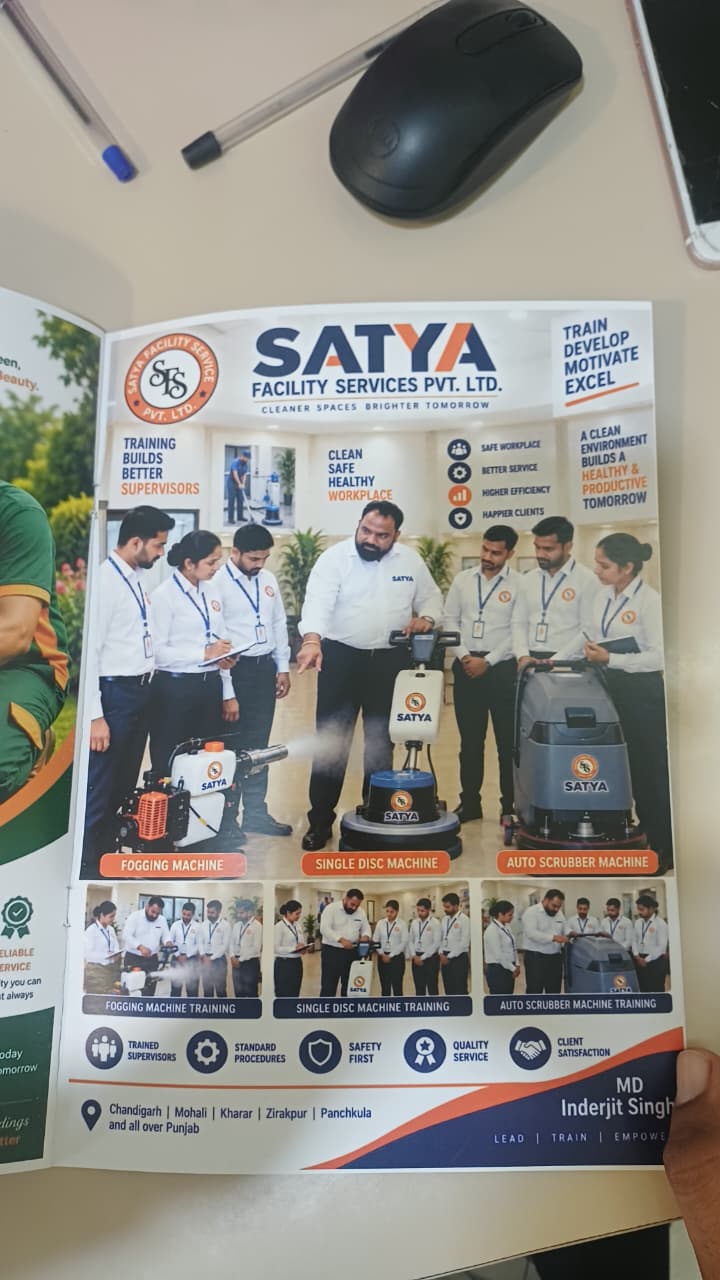 een,
Beauty.
SATYA FACILITY SERVICE
PVT. LTD.
SFS
SATYA
FACILITY SERVICES PVT. LTD.
CLEANER SPACES BRIGHTER TOMORROW
TRAIN
DEVELOP
MOTIVATE
EXCEL
TRAINING
BUILDS
BETTER
SUPERVISORS
CLEAN
SAFE
HEALTHY
WORKPLACE
SAFE WORKPLACE
BETTER SERVICE
HIGHER EFFICIENCY
HAPPIER CLIENTS
A CLEAN
ENVIRONMENT
BUILDS A
HEALTHY &
PRODUCTIVE
TOMORROW
SATYA
SATYA
SATYA
SATYA
SATYA
FOGGING MACHINE
SINGLE DISC MACHINE
AUTO SCRUBBER MACHINE
SATYA
FOGGING MACHINE TRAINING
SINGLE DISC MACHINE TRAINING
AUTO SCRUBBER MACHINE TRAINING
ELIABLE
ERVICE
ty you can
t always
TRAINED
SUPERVISORS
STANDARD
PROCEDURES
SAFETY
FIRST
QUALITY
SERVICE
CLIENT
SATISFACTION
oday
omorrow
dings
tter
Chandigarh | Mohali | Kharar | Zirakpur | Panchkula
and all over Punjab
MD
Inderjit Singh
LEAD | TRAIN | EMPOWE